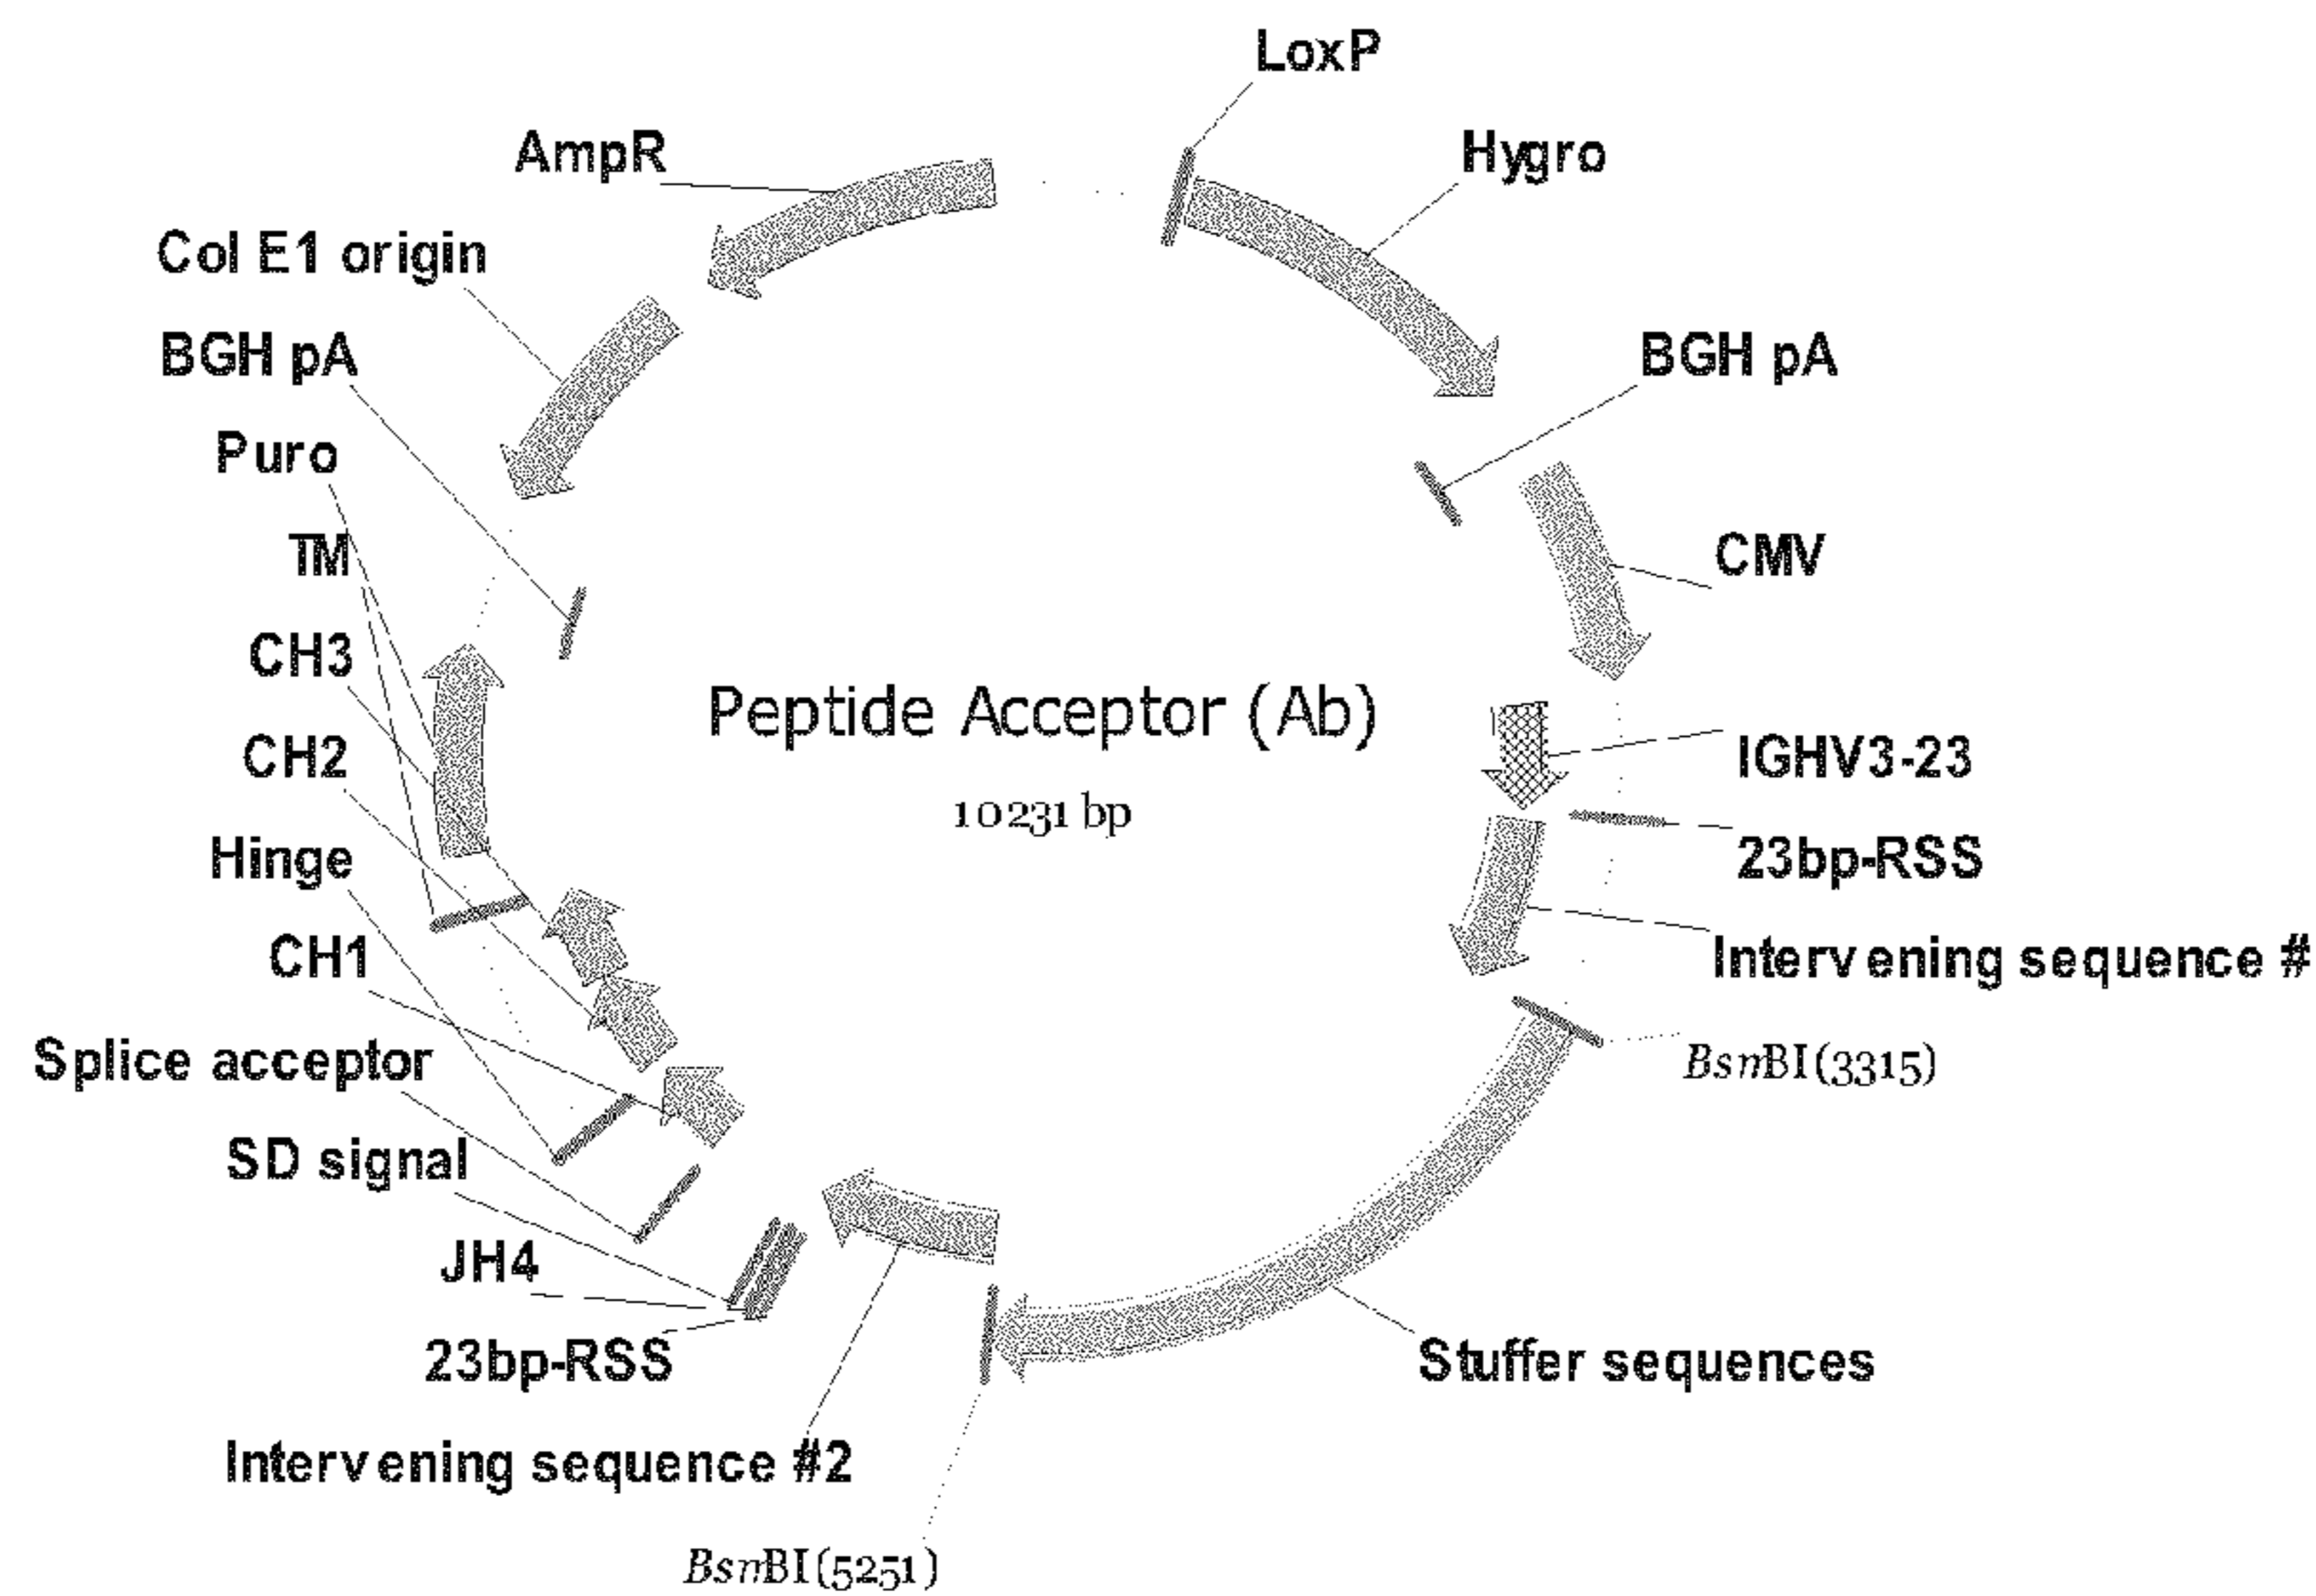 LoxP
AmpR
Hygro
Col E1 origin
BGH pA
BGH pA
Puro
TM
CMV
CH3
Peptide Acceptor (Ab)
CH2
IGHV3-23
10231 bp
Hinge
23bp-RSS
CH1
Intervening sequence #
Splice acceptor
BsmBI (3315)
SD signal
JH4
23bp-RSS
Stuffer sequences
Intervening sequence #2
BsmBI (5251)